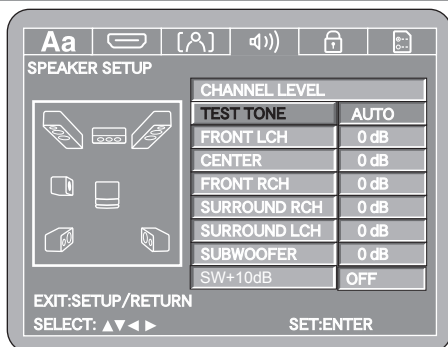 Aa
SPEAKER SETUP
CHANNEL LEVEL
TEST TONE AUTO
FRONT LCH 0 dB
CENTER 0 dB
FRONT RCH 0 dB
SURROUND RCH 0 dB
SURROUND LCH 0 dB
SUBWOOFER 0 dB
SW+10dB OFF
EXIT:SETUP/RETURN
SELECT: ▲▼◄► SET:ENTER